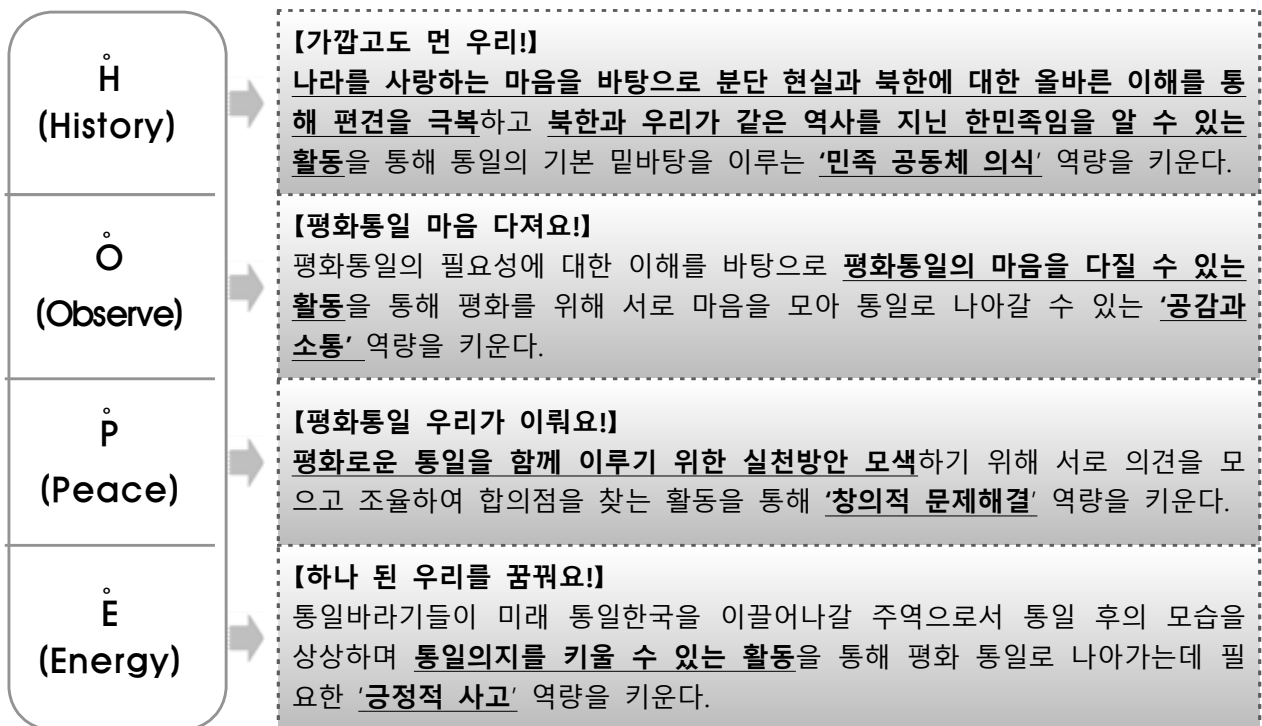 H
(History)
【가깝고도 먼 우리!】
나라를 사랑하는 마음을 바탕으로 분단 현실과 북한에 대한 올바른 이해를 통
해 편견을 극복하고 북한과 우리가 같은 역사를 지닌 한민족임을 알 수 있는
활동을 통해 통일의 기본 밑바탕을 이루는 ‘민족 공동체 의식’ 역량을 키운다.
O
(Observe)
【평화통일 마음 다져요!】
평화통일의 필요성에 대한 이해를 바탕으로 평화통일의 마음을 다질 수 있는
활동을 통해 평화를 위해 서로 마음을 모아 통일로 나아갈 수 있는 ‘공감과
소통’ 역량을 키운다.
P
(Peace)
【평화통일 우리가 이뤄요!】
평화로운 통일을 함께 이루기 위한 실천방안 모색하기 위해 서로 의견을 모
으고 조율하여 합의점을 찾는 활동을 통해 ‘창의적 문제해결’ 역량을 키운다.
E
(Energy)
【하나 된 우리를 꿈꿔요!】
통일바라기들이 미래 통일한국을 이끌어나갈 주역으로서 통일 후의 모습을
상상하며 통일의지를 키울 수 있는 활동을 통해 평화 통일로 나아가는데 필
요한 ‘긍정적 사고’ 역량을 키운다.